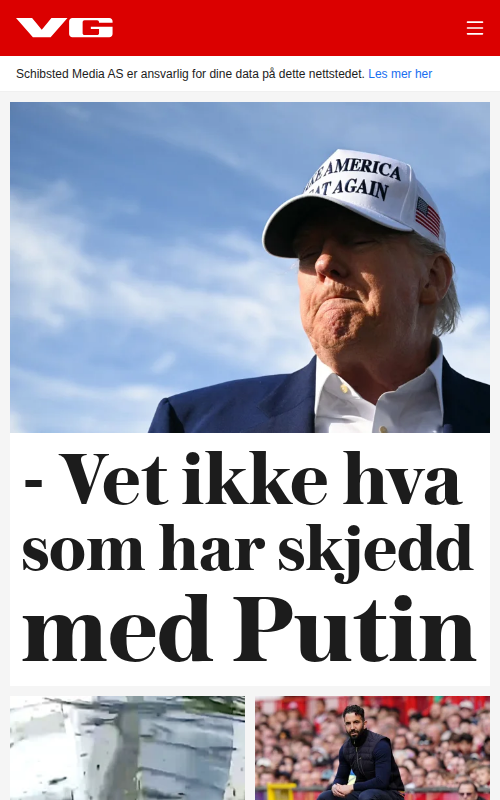 VG
Schibsted Media AS er ansvarlig for dine data på dette nettstedet. Les mer her
KE AMERICA
AT AGAIN
- Vet ikke hva
som har skjedd
med Putin